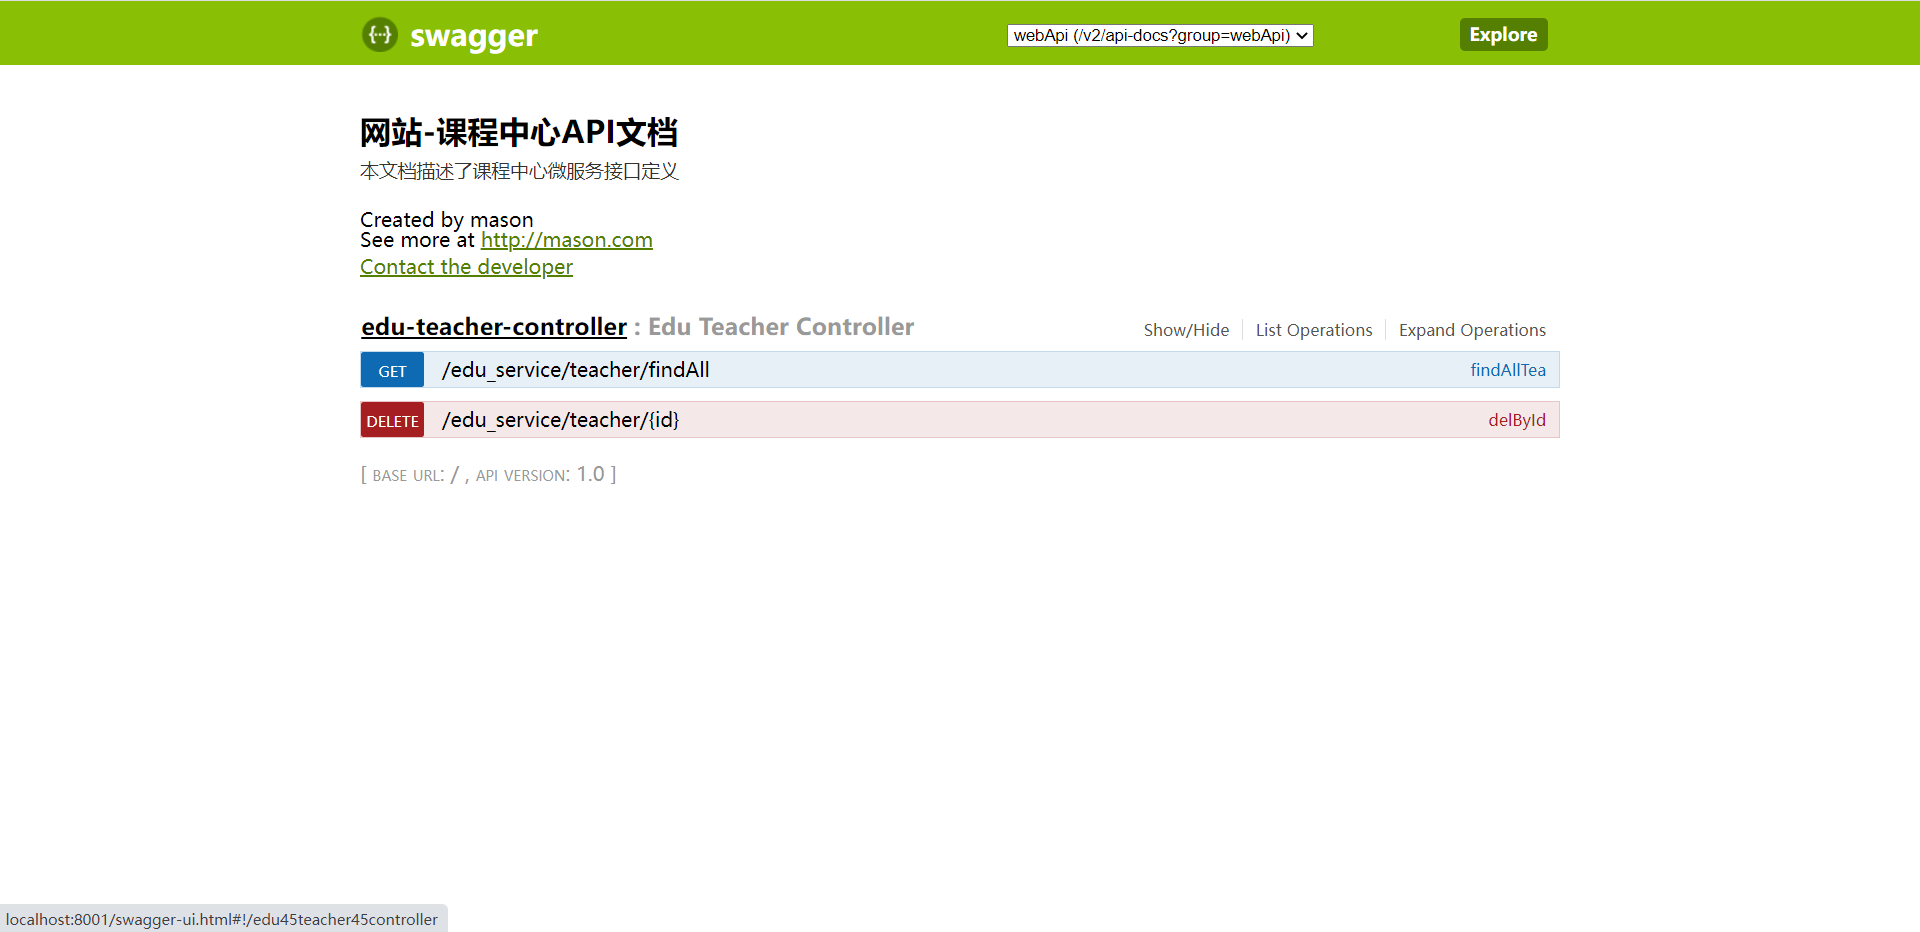 {···} swagger webApi (/v2/api-docs?group=webApi) Explore
网站-课程中心API文档
本文档描述了课程中心微服务接口定义
Created by mason
See more at http://mason.com
Contact the developer
edu-teacher-controller : Edu Teacher Controller Show/Hide List Operations Expand Operations
GET /edu_service/teacher/findAll findAllTea
DELETE /edu_service/teacher/{id} delById
[ BASE URL: / , API VERSION: 1.0 ]
localhost:8001/swagger-ui.html#!/edu45teacher45controller